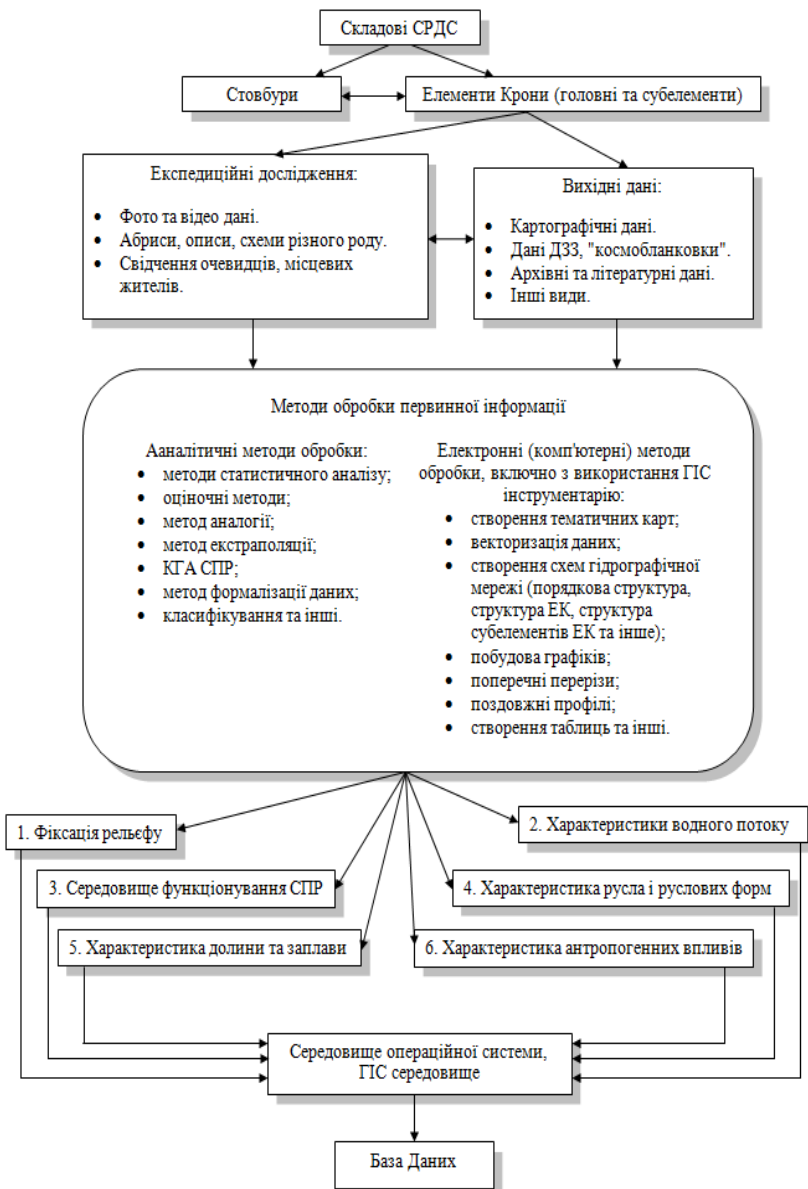 Складові СРДС
Стовбури
Елементи Крони (головні та субелементи)
Експедиційні дослідження:
• Фото та відео дані.
• Абриси, описи, схеми різного роду.
• Свідчення очевидців, місцевих
жителів.
Вихідні дані:
• Картографічні дані.
• Дані ДЗЗ, "космобланковки".
• Архівні та літературні дані.
• Інші види.
Методи обробки первинної інформації
Ааналітичні методи обробки:
• методи статистичного аналізу;
• оціночні методи;
• метод аналогії;
• метод екстраполяції;
• КГА СПР;
• метод формалізації даних;
• класифікування та інші.
Електронні (комп'ютерні) методи
обробки, включно з використання ГІС
інструментарію:
• створення тематичних карт;
• векторизація даних;
• створення схем гідрографічної
мережі (порядкова структура,
структура ЕК, структура
субелементів ЕК та інше);
• побудова графіків;
• поперечні перерізи;
• поздовжні профілі;
• створення таблиць та інші.
1. Фіксація рельєфу
2. Характеристики водного потоку
3. Середовище функціонування СПР
4. Характеристика русла і руслових форм
5. Характеристика долини та заплави
6. Характеристика антропогенних впливів
Середовище операційної системи,
ГІС середовище
База Даних